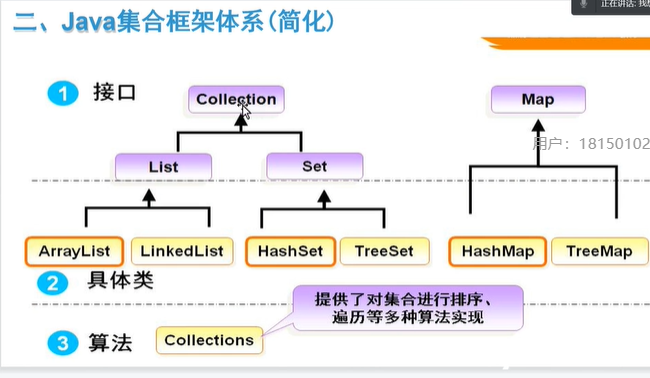 正在讲话:
二、Java集合框架体系(简化)
1 接口
Collection
Map
用户：18150102
List
Set
ArrayList
LinkedList
HashSet
TreeSet
HashMap
TreeMap
2 具体类
提供了对集合进行排序、
遍历等多种算法实现
3 算法
Collections